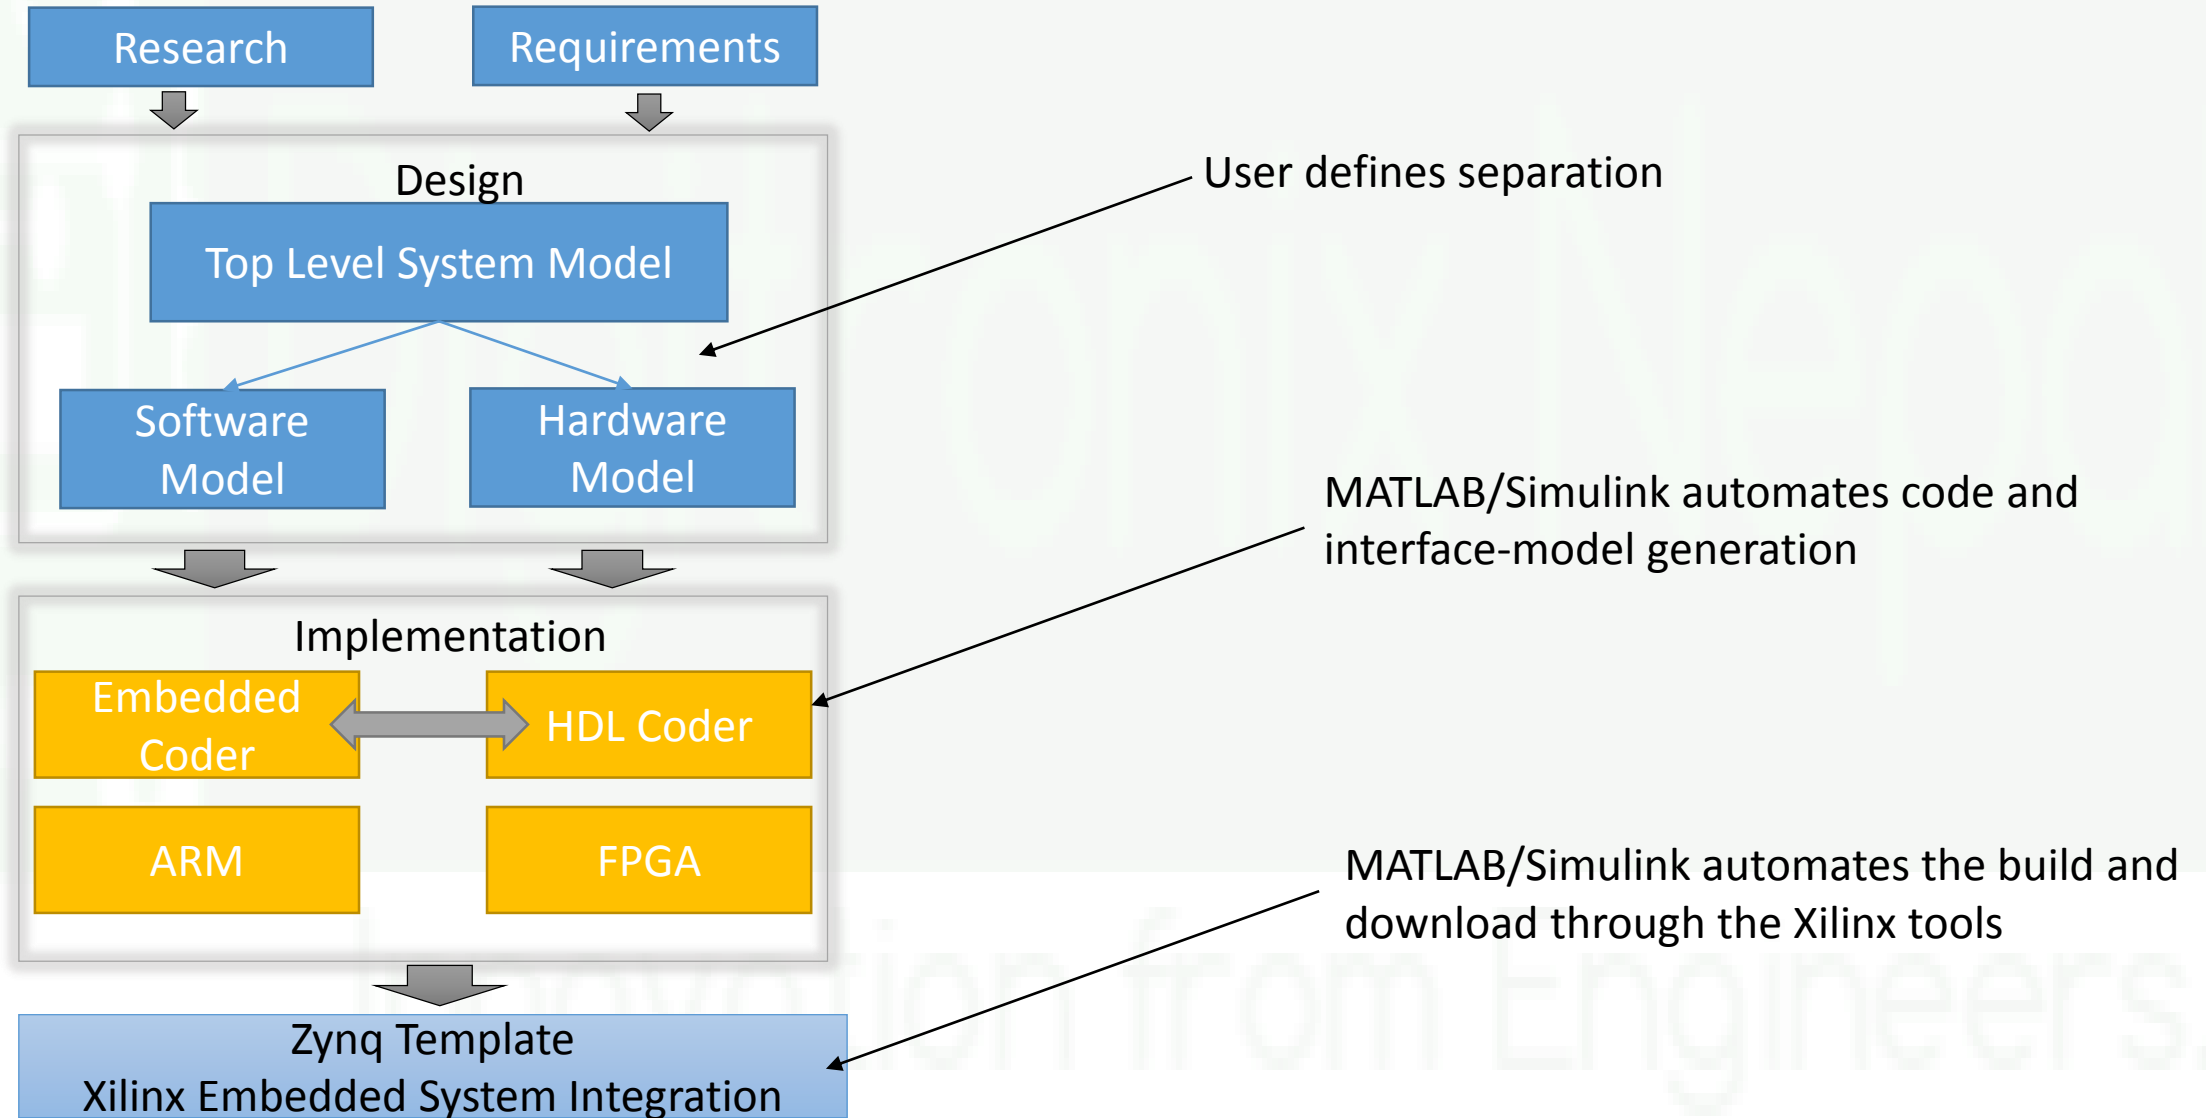 Research
Requirements
Design
Top Level System Model
Software
Model
Hardware
Model
User defines separation
Implementation
Embedded
Coder
HDL Coder
ARM
FPGA
MATLAB/Simulink automates code and
interface-model generation
MATLAB/Simulink automates the build and
download through the Xilinx tools
Zynq Template
Xilinx Embedded System Integration
from Engineers.